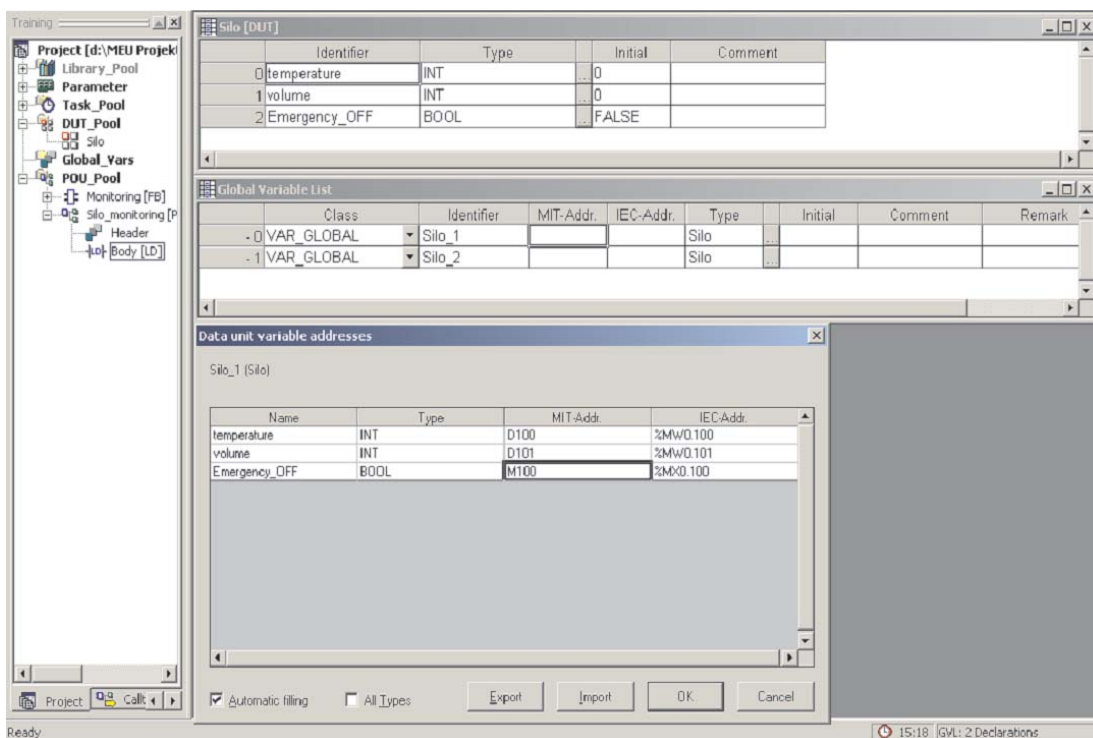 Training
Project [d:\MEU Projekt
Library_Pool
Parameter
Task_Pool
DUT_Pool
Silo
Global_Vars
POU_Pool
Monitoring [FB]
Silo_monitoring [P
Header
Body [LD]
Project Callt
Silo [DUT]
Identifier Type Initial Comment
0 temperature INT ... 0
1 volume INT ... 0
2 Emergency_OFF BOOL ... FALSE
Global Variable List
Class Identifier MIT-Addr. IEC-Addr. Type Initial Comment Remark
- 0 VAR_GLOBAL Silo_1 Silo ...
- 1 VAR_GLOBAL Silo_2 Silo ...
Data unit variable addresses
Silo_1 (Silo)
Name Type MIT-Addr. IEC-Addr.
temperature INT D100 %MW0.100
volume INT D101 %MW0.101
Emergency_OFF BOOL M100 %MX0.100
Automatic filling All Types Export Import OK Cancel
Ready 15:18 GVL: 2 Declarations